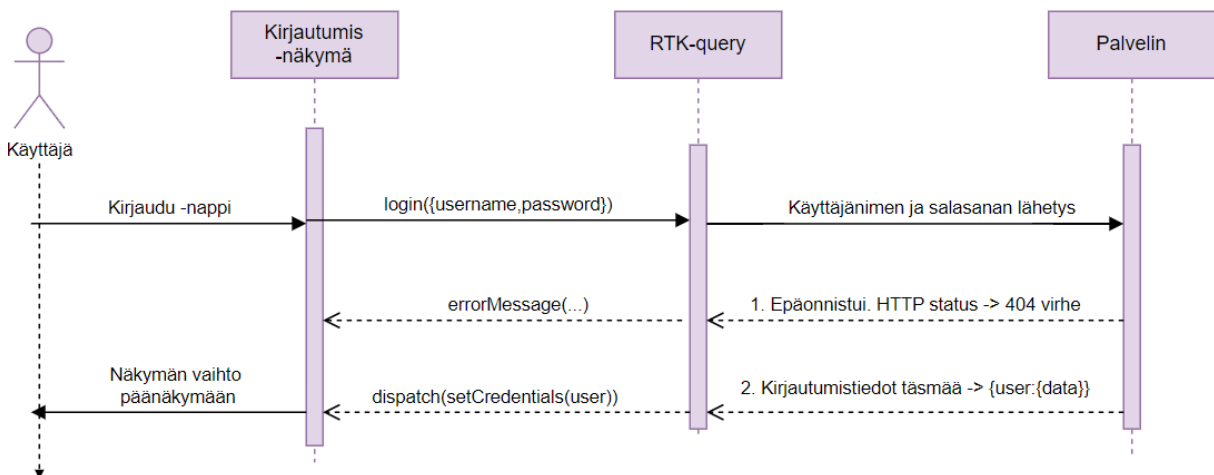 Kirjautumis
-näkymä
RTK-query
Palvelin
Käyttäjä
Kirjaudu -nappi
login({username,password})
Käyttäjänimen ja salasanan lähetys
errorMessage(...)
1. Epäonnistui. HTTP status -> 404 virhe
Näkymän vaihto
päänäkymään
dispatch(setCredentials(user))
2. Kirjautumistiedot täsmää -> {user:{data}}